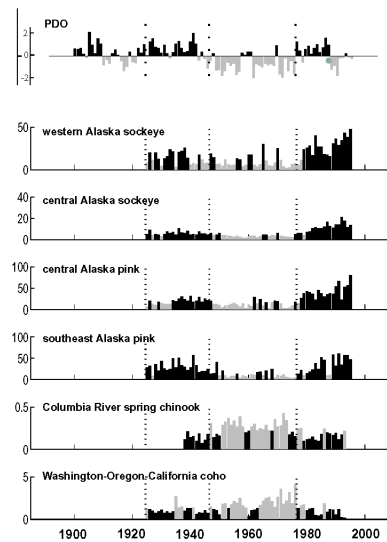 PDO
2
0
-2
50
western Alaska sockeye
0
40
central Alaska sockeye
20
0
100
central Alaska pink
50
0
100
southeast Alaska pink
50
0
0.5
Columbia River spring chinook
0.0
5
Washington-Oregon-California coho
0
1900 1920 1940 1960 1980 2000